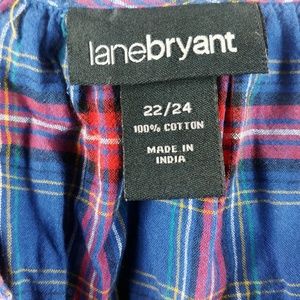 lanebryant
22/24
100% COTTON
MADE IN
INDIA